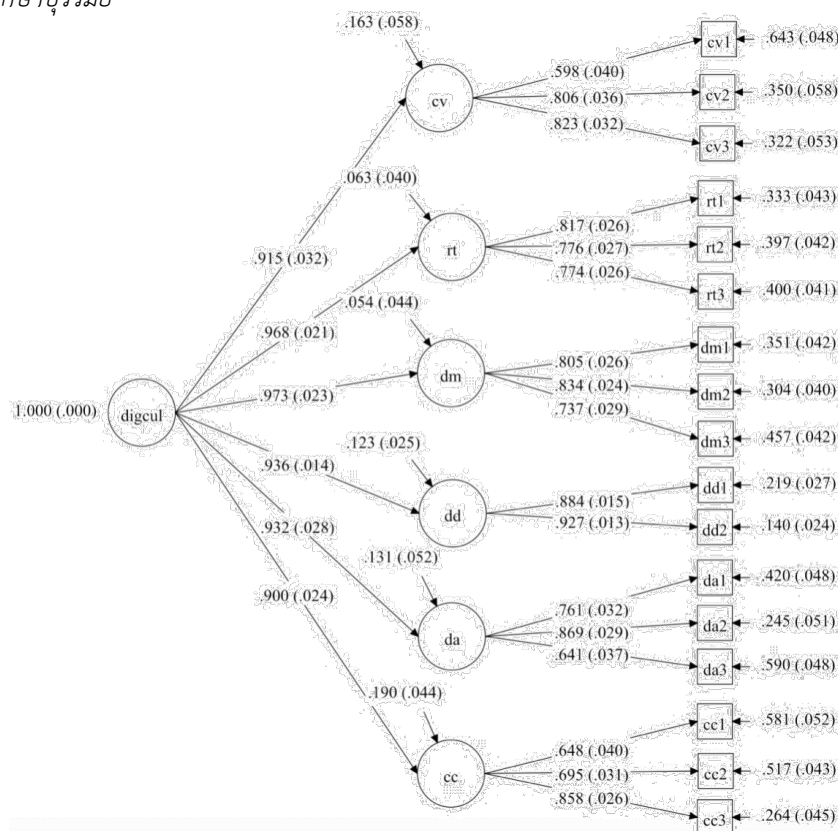 .163 (.058)
cv
.598 (.040)
.806 (.036)
.823 (.032)
cv1
.643 (.048)
cv2
.350 (.058)
cv3
.322 (.053)
.063 (.040)
rt
.817 (.026)
.776 (.027)
.774 (.026)
rt1
.333 (.043)
rt2
.397 (.042)
rt3
.400 (.041)
.915 (.032)
.968 (.021)
.973 (.023)
.936 (.014)
.932 (.028)
.900 (.024)
1.000 (.000)
digcul
.054 (.044)
dm
.805 (.026)
.834 (.024)
.737 (.029)
dm1
.351 (.042)
dm2
.304 (.040)
dm3
.457 (.042)
.123 (.025)
dd
.884 (.015)
.927 (.013)
dd1
.219 (.027)
dd2
.140 (.024)
.131 (.052)
da
.761 (.032)
.869 (.029)
.641 (.037)
da1
.420 (.048)
da2
.245 (.051)
da3
.590 (.048)
.190 (.044)
cc
.648 (.040)
.695 (.031)
.858 (.026)
cc1
.581 (.052)
cc2
.517 (.043)
cc3
.264 (.045)